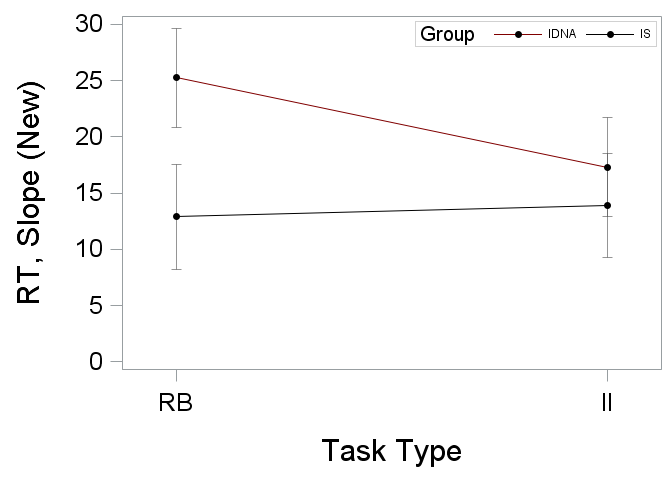 Group IDNA IS
RT, Slope (New)
30
25
20
15
10
5
0
RB II
Task Type